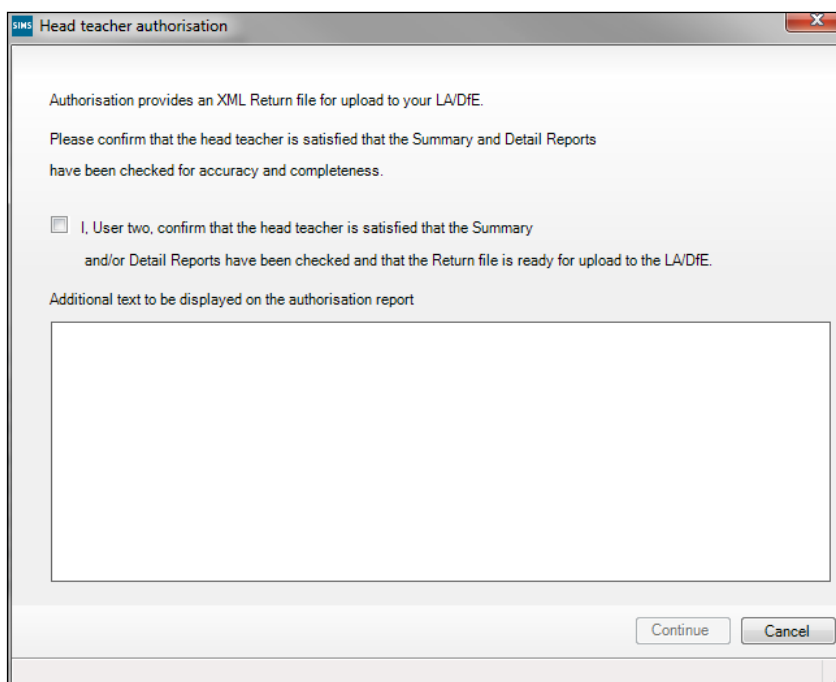 SIMS Head teacher authorisation
Authorisation provides an XML Return file for upload to your LA/DfE.
Please confirm that the head teacher is satisfied that the Summary and Detail Reports
have been checked for accuracy and completeness.
I, User two, confirm that the head teacher is satisfied that the Summary
and/or Detail Reports have been checked and that the Return file is ready for upload to the LA/DfE.
Additional text to be displayed on the authorisation report
Continue Cancel